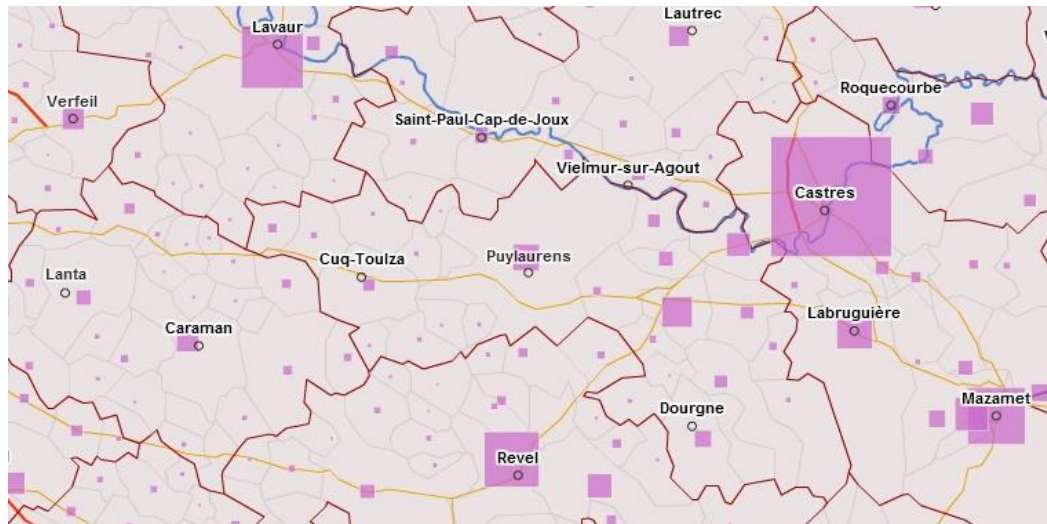 Lautrec
Lavaur
Roquecourbe
Verfeil
Saint-Paul-Cap-de-Joux
Vielmur-sur-Agout
Castres
Puylaurens
Cuq-Toulza
Lanta
Labruguière
Caraman
Mazamet
Dourgne
Revel